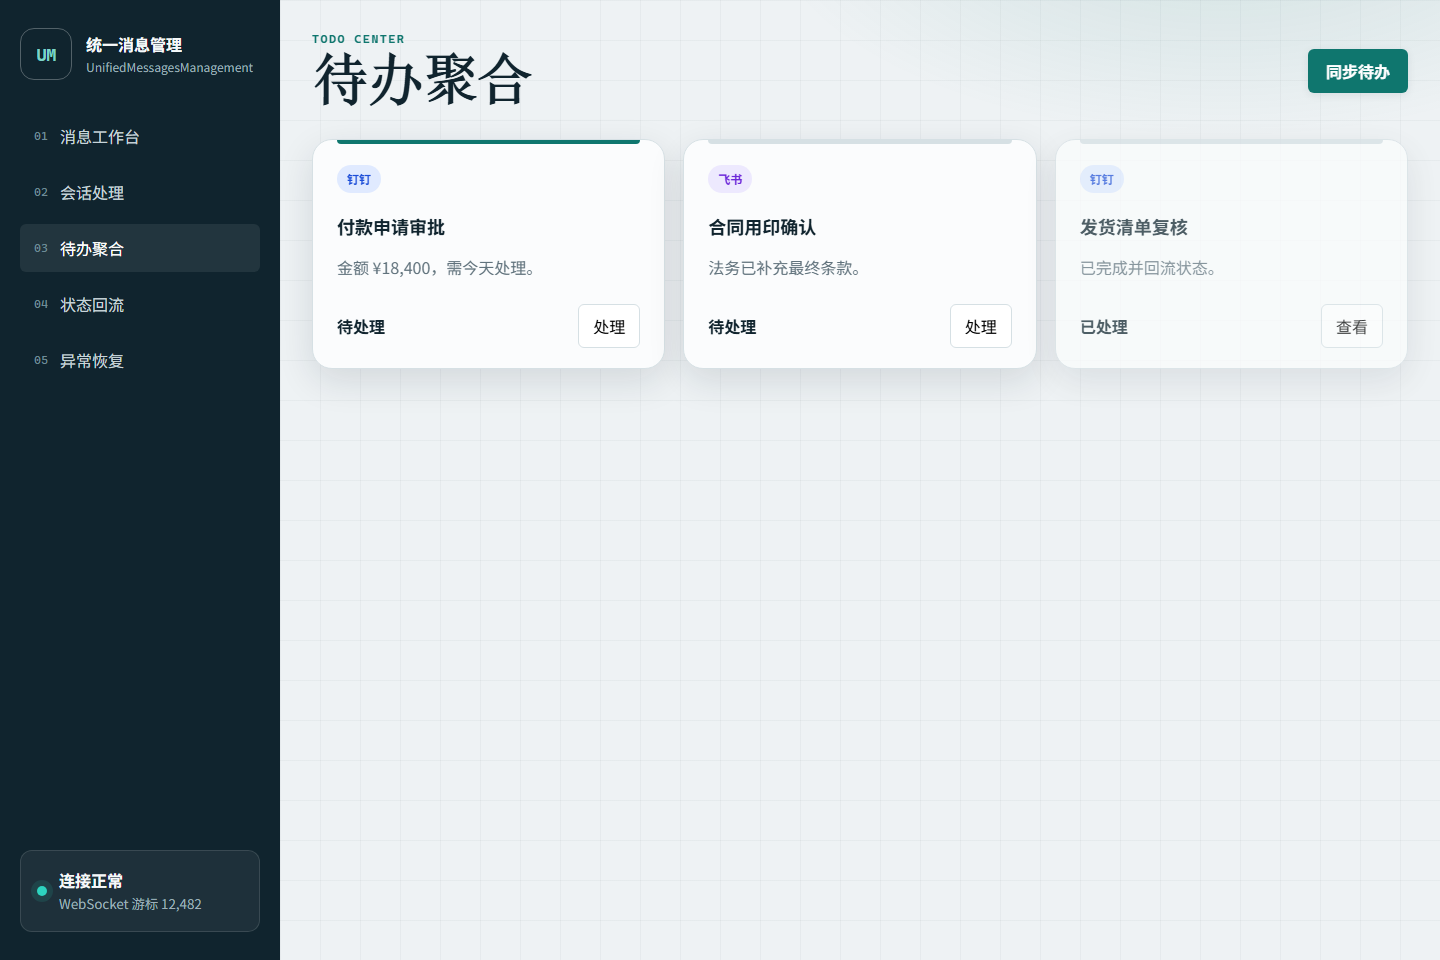 UM
统一消息管理
UnifiedMessagesManagement
01 消息工作台
02 会话处理
03 待办聚合
04 状态回流
05 异常恢复
连接正常
WebSocket 游标 12,482
TODO CENTER
待办聚合
同步待办
钉钉
付款申请审批
金额 ¥18,400，需今天处理。
待处理
处理
飞书
合同用印确认
法务已补充最终条款。
待处理
处理
钉钉
发货清单复核
已完成并回流状态。
已处理
查看